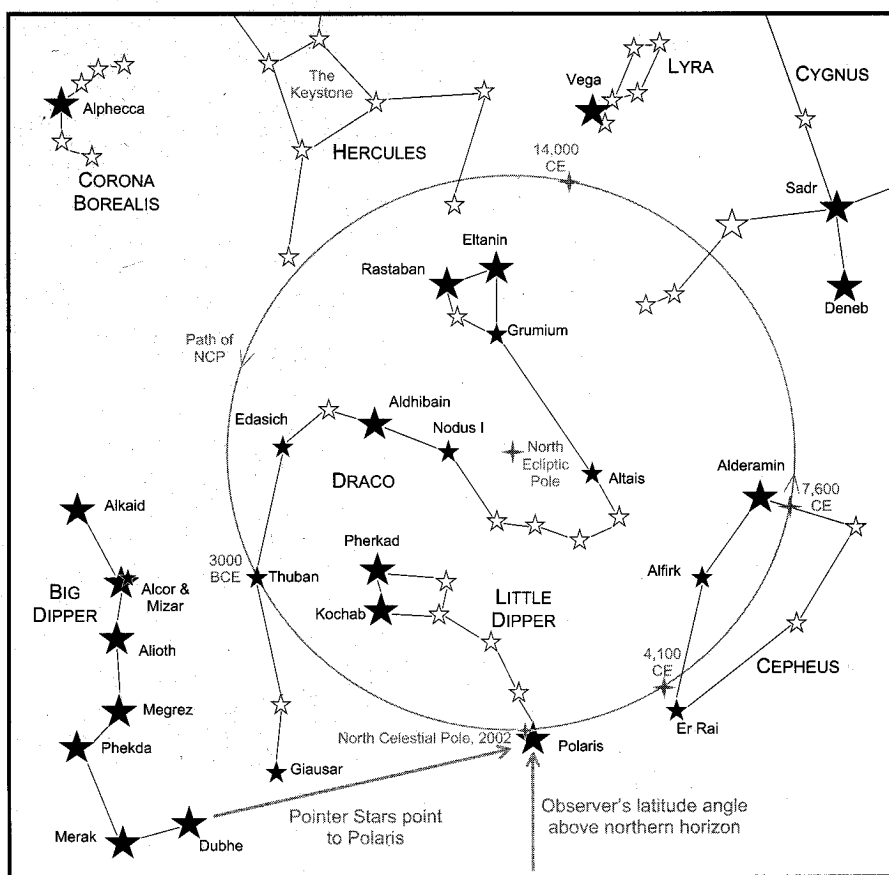 The
Keystone
Vega
LYRA
CYGNUS
Alphecca
HERCULES
14,000
CE
CORONA
BOREALIS
Sadr
Eltanin
Rastaban
Deneb
Grumium
Path of
NCP
Aldhibain
Edasich
Nodus I
North
Ecliptic
Pole
Altais
Alderamin
DRACO
7,600
CE
Alkaid
Pherkad
3000
BCE
Thuban
Alfirk
BIG
DIPPER
Alcor &
Mizar
Kochab
LITTLE
DIPPER
Alioth
4,100
CE
CEPHEUS
Megrez
Er Rai
North Celestial Pole, 2002
Polaris
Phekda
Giausar
Pointer Stars point
to Polaris
Observer's latitude angle
above northern horizon
Merak
Dubhe